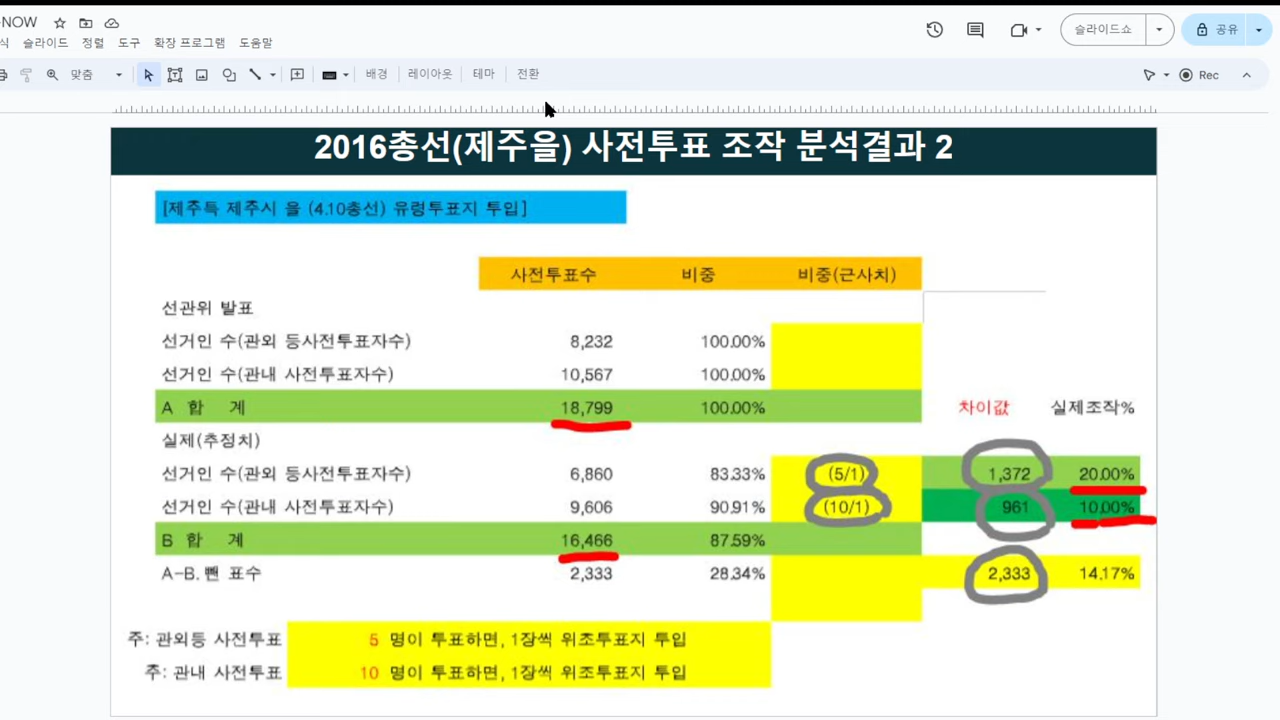 -NOW
식 슬라이드 정렬 도구 확장 프로그램 도움말
슬라이드쇼
공유
맞춤
배경 레이아웃 테마 전환
Rec
2016총선(제주을) 사전투표 조작 분석결과 2
[제주특 제주시 을 (4.10총선) 유령투표지 투입]
사전투표수 비중 비중(근사치)
선관위 발표
선거인 수(관외 등사전투표자수) 8,232 100.00%
선거인 수(관내 사전투표자수) 10,567 100.00%
A 합 계 18,799 100.00% 차이값 실제조작%
실제(추정치)
선거인 수(관외 등사전투표자수) 6,860 83.33% (5/1) 1,372 20.00%
선거인 수(관내 사전투표자수) 9,606 90.91% (10/1) 961 10.00%
B 합 계 16,466 87.59%
A-B.뺀 표수 2,333 28.34% 2,333 14.17%
주: 관외등 사전투표 5 명이 투표하면, 1장씩 위조투표지 투입
주: 관내 사전투표 10 명이 투표하면, 1장씩 위조투표지 투입